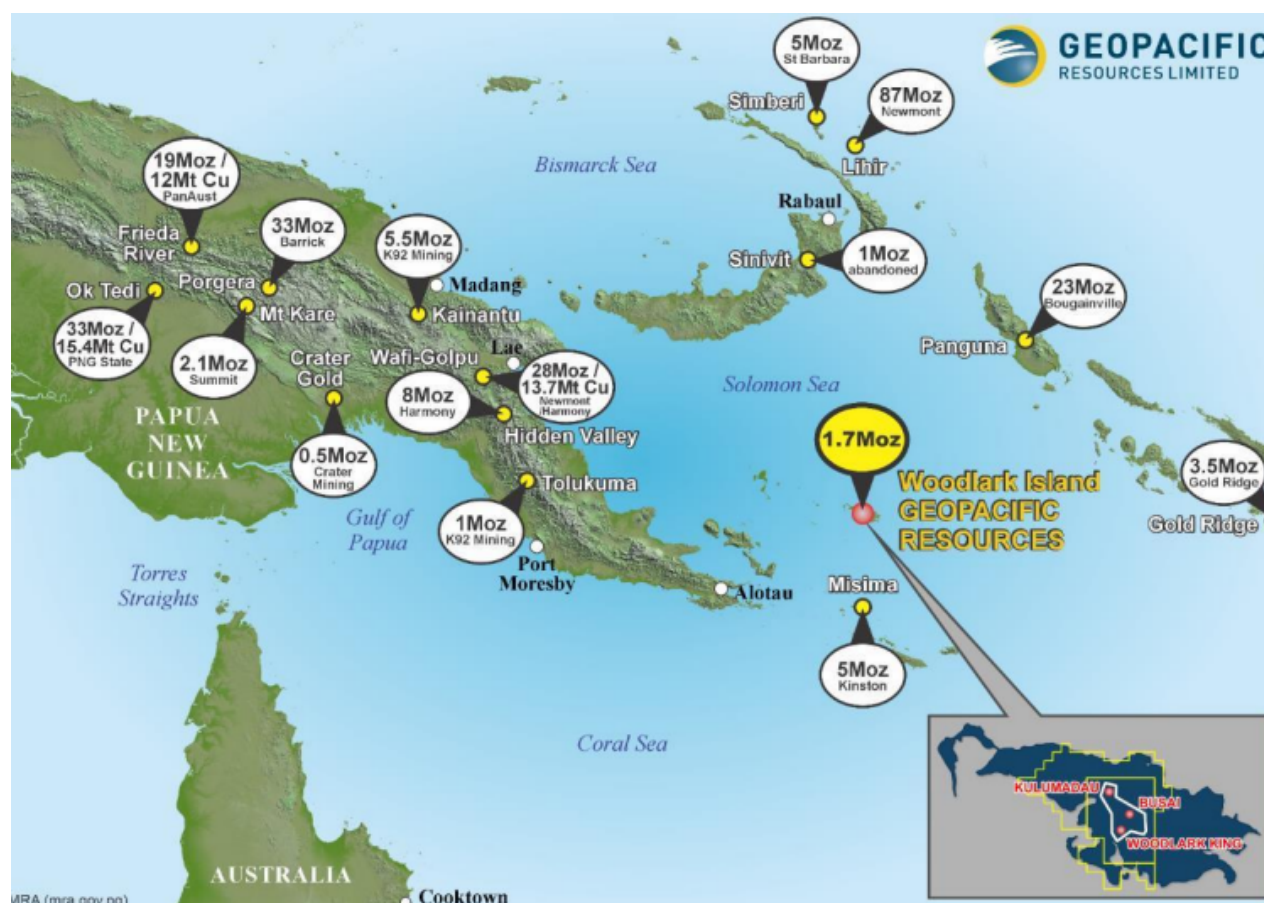 GEOPACIFIC
RESOURCES LIMITED
5Moz
St Barbara
Simberi
87Moz
Newmont
Lihir
Bismarck Sea
19Moz /
12Mt Cu
PanAust
Frieda
River
33Moz
Barrick
Porgera
5.5Moz
K92 Mining
Rabaul
Sinivit
1Moz
abandoned
Ok Tedi
Mt Kare
Madang
Kainantu
23Moz
Bougainville
Panguna
33Moz /
15.4Mt Cu
PNG State
2.1Moz
Summit
Crater
Gold
Wafi-Golpu
Lae
28Moz /
13.7Mt Cu
Newmont
/Harmony
8Moz
Harmony
Hidden Valley
Solomon Sea
PAPUA
NEW
GUINEA
0.5Moz
Crater
Mining
1.7Moz
Woodlark Island
GEOPACIFIC
RESOURCES
3.5Moz
Gold Ridge
Gold Ridge
Tolukuma
1Moz
K92 Mining
Gulf of
Papua
Port
Moresby
Torres
Straights
Alotau
Misima
5Moz
Kinston
Coral Sea
KULUMADAU
BUSAI
WOODLARK KING
AUSTRALIA
Cooktown
MRA (mra.gov.pg)